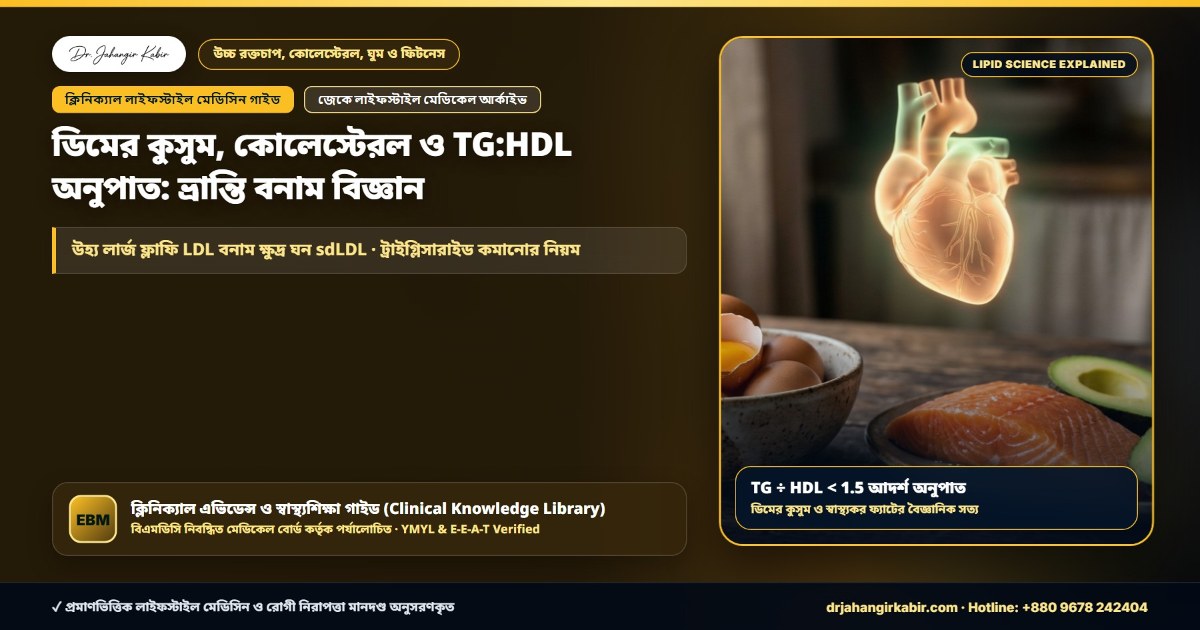 Dr. Jahangir Kabir
উচ্চ রক্তচাপ, কোলেস্টেরল, ঘুম ও ফিটনেস
ক্লিনিক্যাল লাইফস্টাইল মেডিসিন গাইড
জেকে লাইফস্টাইল মেডিকেল আর্কাইভ
ডিমের কুসুম, কোলেস্টেরল ও TG:HDL
অনুপাত: ভ্রান্তি বনাম বিজ্ঞান
উহ্য লার্জ ফ্লাফি LDL বনাম ক্ষুদ্র ঘন sdLDL · ট্রাইগ্লিসারাইড কমানোর নিয়ম
LIPID SCIENCE EXPLAINED
TG ÷ HDL < 1.5 আদর্শ অনুপাত
ডিমের কুসুম ও স্বাস্থ্যকর ফ্যাটের বৈজ্ঞানিক সত্য
EBM
ক্লিনিক্যাল এভিডেন্স ও স্বাস্থ্যশিক্ষা গাইড (Clinical Knowledge Library)
বিএমডিসি নিবন্ধিত মেডিকেল বোর্ড কর্তৃক পর্যালোচিত · YMYL & E-E-A-T Verified
✓ প্রমাণভিত্তিক লাইফস্টাইল মেডিসিন ও রোগী নিরাপত্তা মানদণ্ড অনুসরণকৃত
drjahangirkabir.com · Hotline: +880 9678 242404